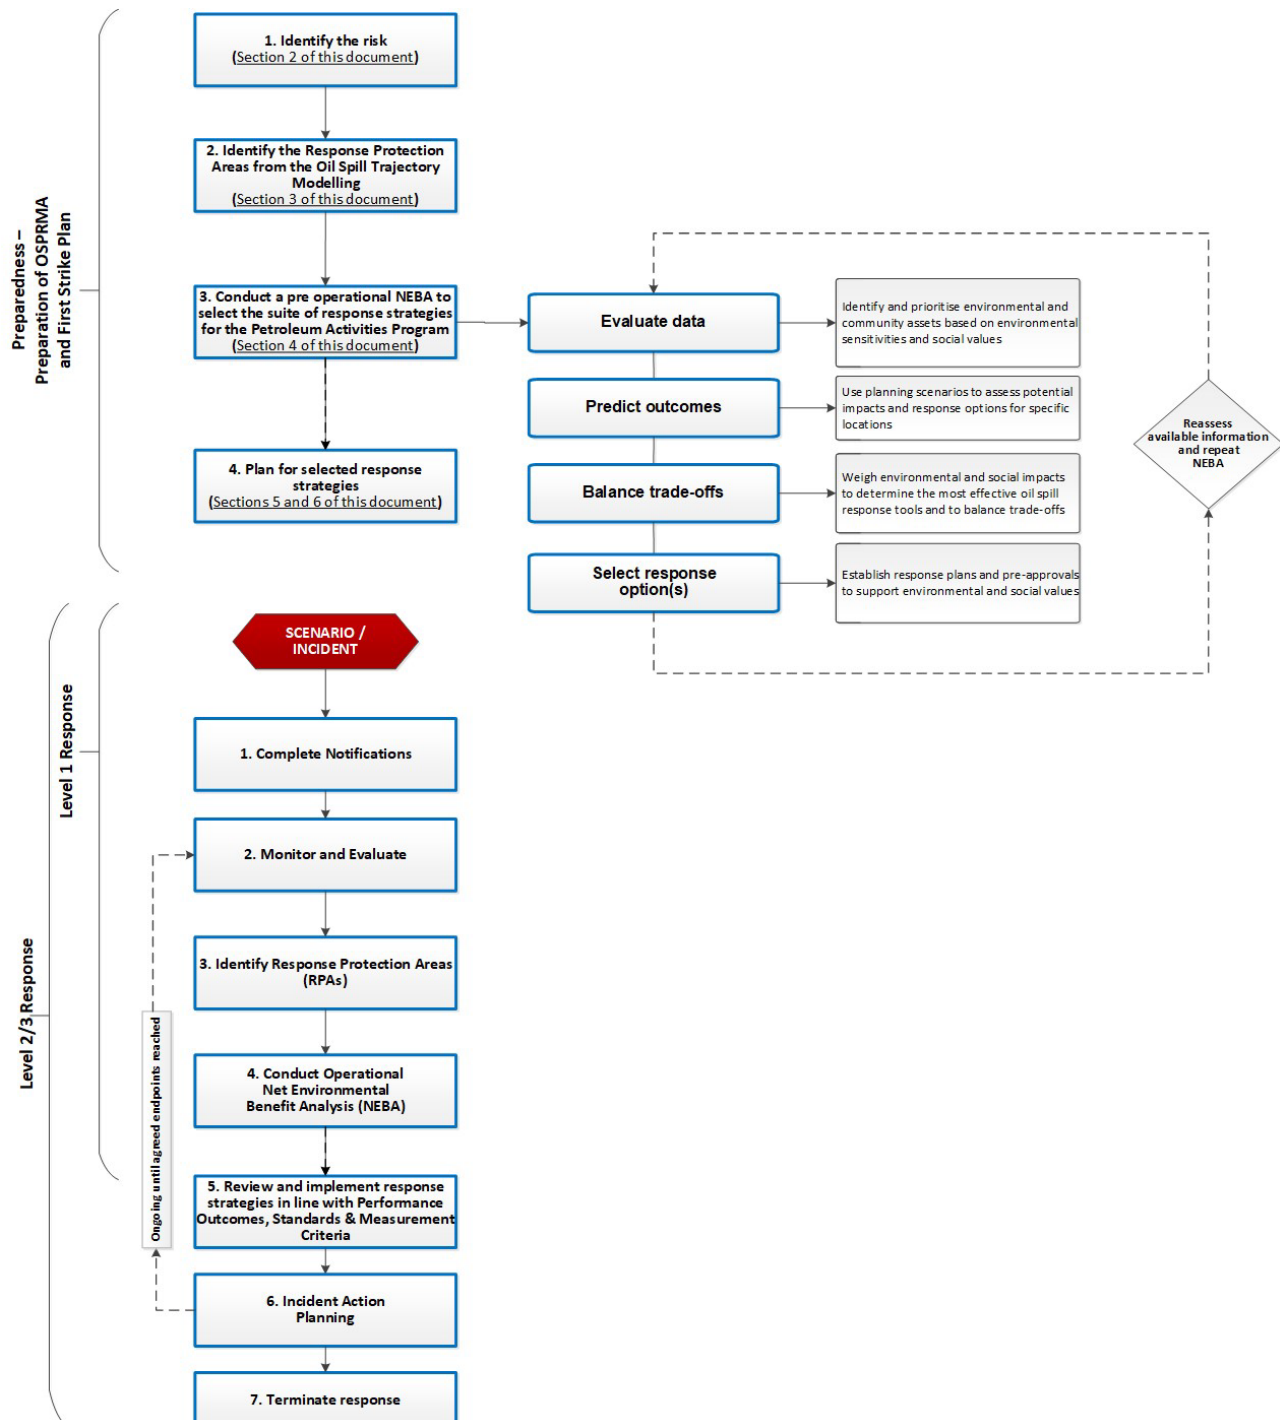 Preparedness –
Preparation of OSPRMA
and First Strike Plan
1. Identify the risk
(Section 2 of this document)
2. Identify the Response Protection
Areas from the Oil Spill Trajectory
Modelling
(Section 3 of this document)
3. Conduct a pre operational NEBA to
select the suite of response strategies
for the Petroleum Activities Program
(Section 4 of this document)
4. Plan for selected response
strategies
(Sections 5 and 6 of this document)
Evaluate data
Identify and prioritise environmental and
community assets based on environmental
sensitivities and social values
Predict outcomes
Use planning scenarios to assess potential
impacts and response options for specific
locations
Balance trade-offs
Weigh environmental and social impacts
to determine the most effective oil spill
response tools and to balance trade-offs
Select response
option(s)
Establish response plans and pre-approvals
to support environmental and social values
Reassess
available information
and repeat
NEBA
Level 1 Response
Level 2/3 Response
SCENARIO /
INCIDENT
1. Complete Notifications
2. Monitor and Evaluate
3. Identify Response Protection Areas
(RPAs)
4. Conduct Operational
Net Environmental
Benefit Analysis (NEBA)
5. Review and implement response
strategies in line with Performance
Outcomes, Standards & Measurement
Criteria
6. Incident Action
Planning
7. Terminate response
Ongoing until agreed endpoints reached